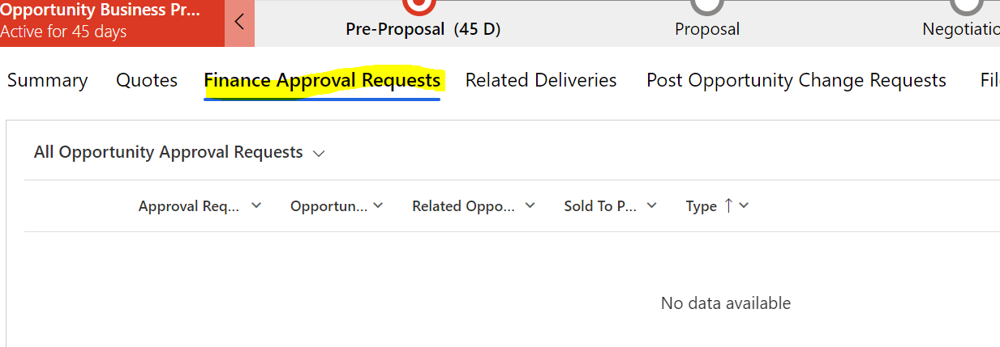 Opportunity Business Pr...
Active for 45 days
Pre-Proposal (45 D)
Proposal
Negotiatio
Summary
Quotes
Finance Approval Requests
Related Deliveries
Post Opportunity Change Requests
Fil
All Opportunity Approval Requests
Approval Req...
Opportun...
Related Oppo...
Sold To P...
Type ↑
No data available